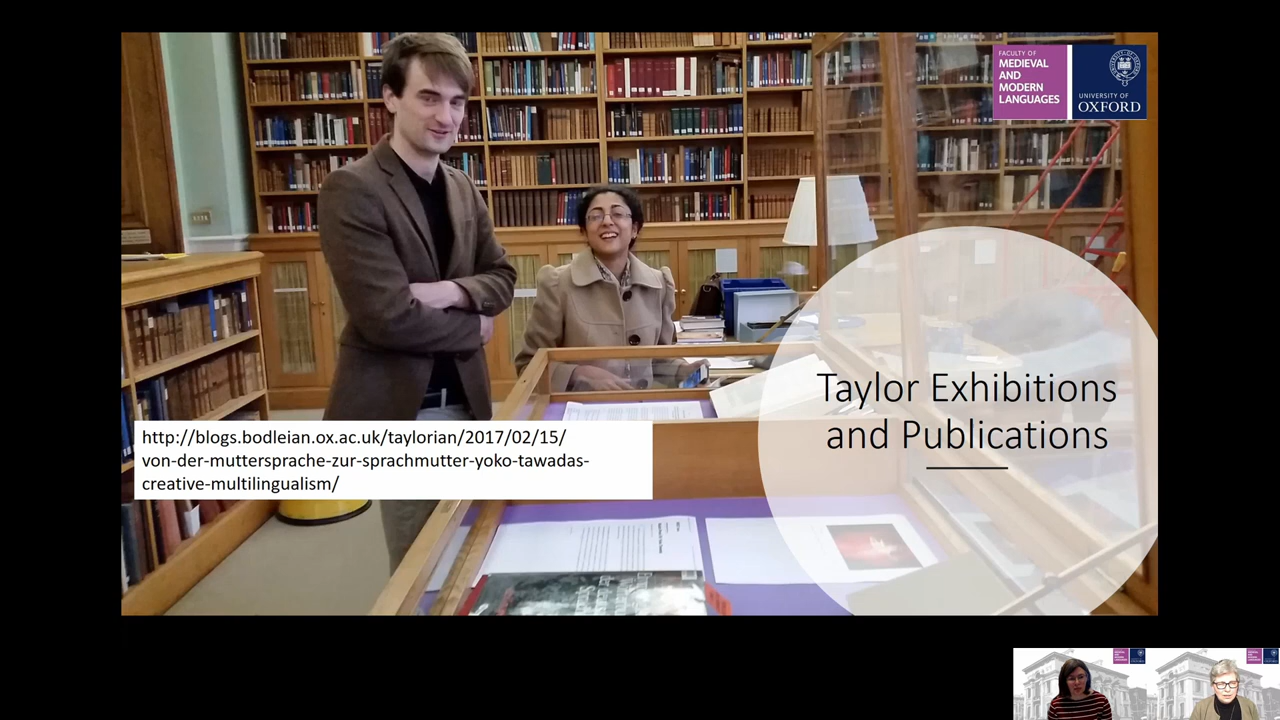 FACULTY OF
MEDIEVAL
AND
MODERN
LANGUAGES
UNIVERSITY OF
OXFORD
Taylor Exhibitions
and Publications
http://blogs.bodleian.ox.ac.uk/taylorian/2017/02/15/
von-der-muttersprache-zur-sprachmutter-yoko-tawadas-
creative-multilingualism/